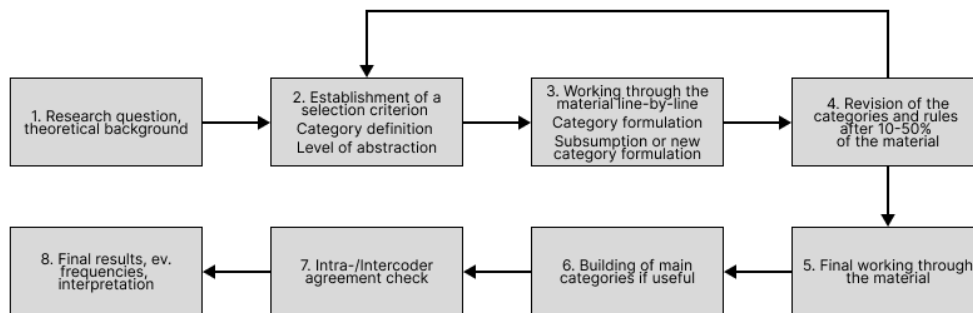 1. Research question,
theoretical background
2. Establishment of a
selection criterion
Category definition
Level of abstraction
3. Working through the
material line-by-line
Category formulation
Subsumption or new
category formulation
4. Revision of the
categories and rules
after 10-50%
of the material
8. Final results, ev.
frequencies,
interpretation
7. Intra-/Intercoder
agreement check
6. Building of main
categories if useful
5. Final working through
the material